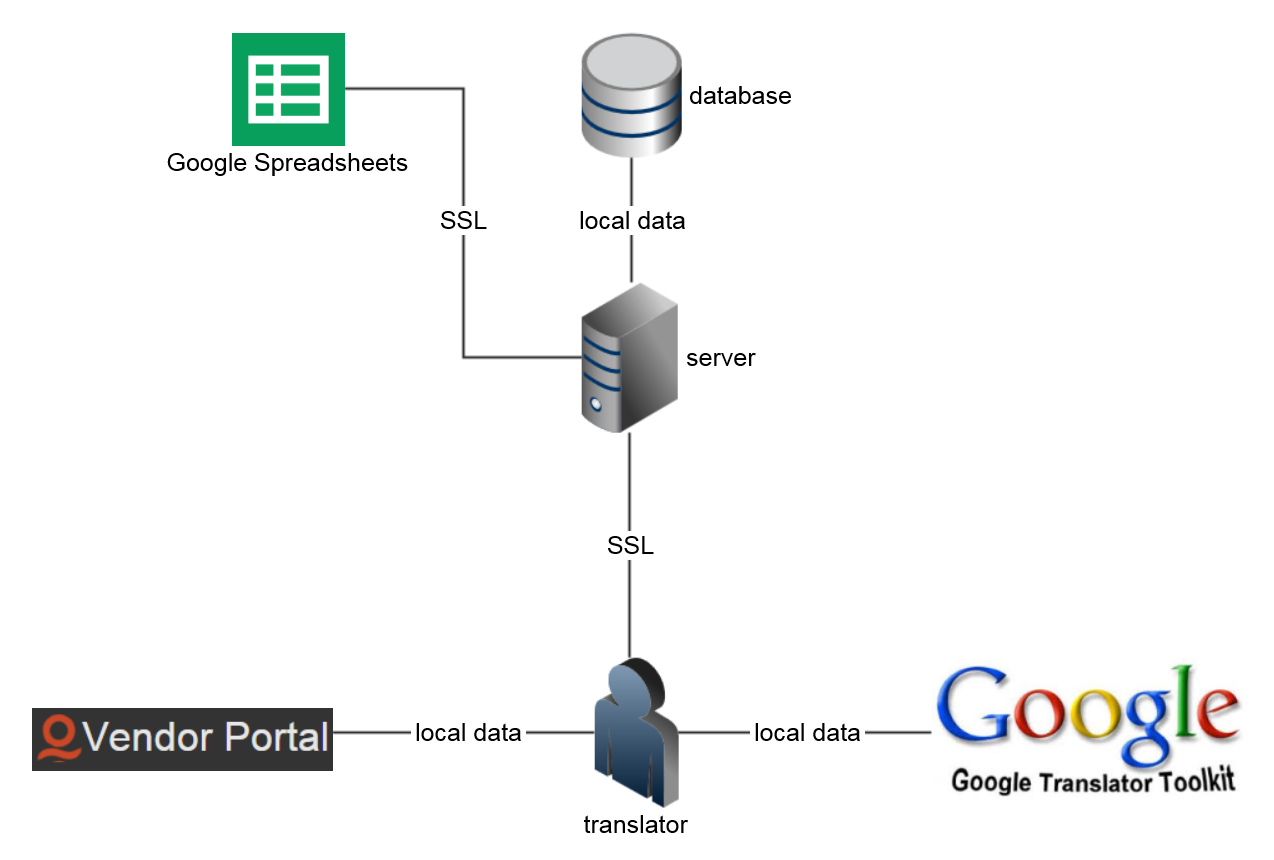 database
Google Spreadsheets
SSL
local data
server
SSL
Vendor Portal
local data
local data
Google
Google Translator Toolkit
translator